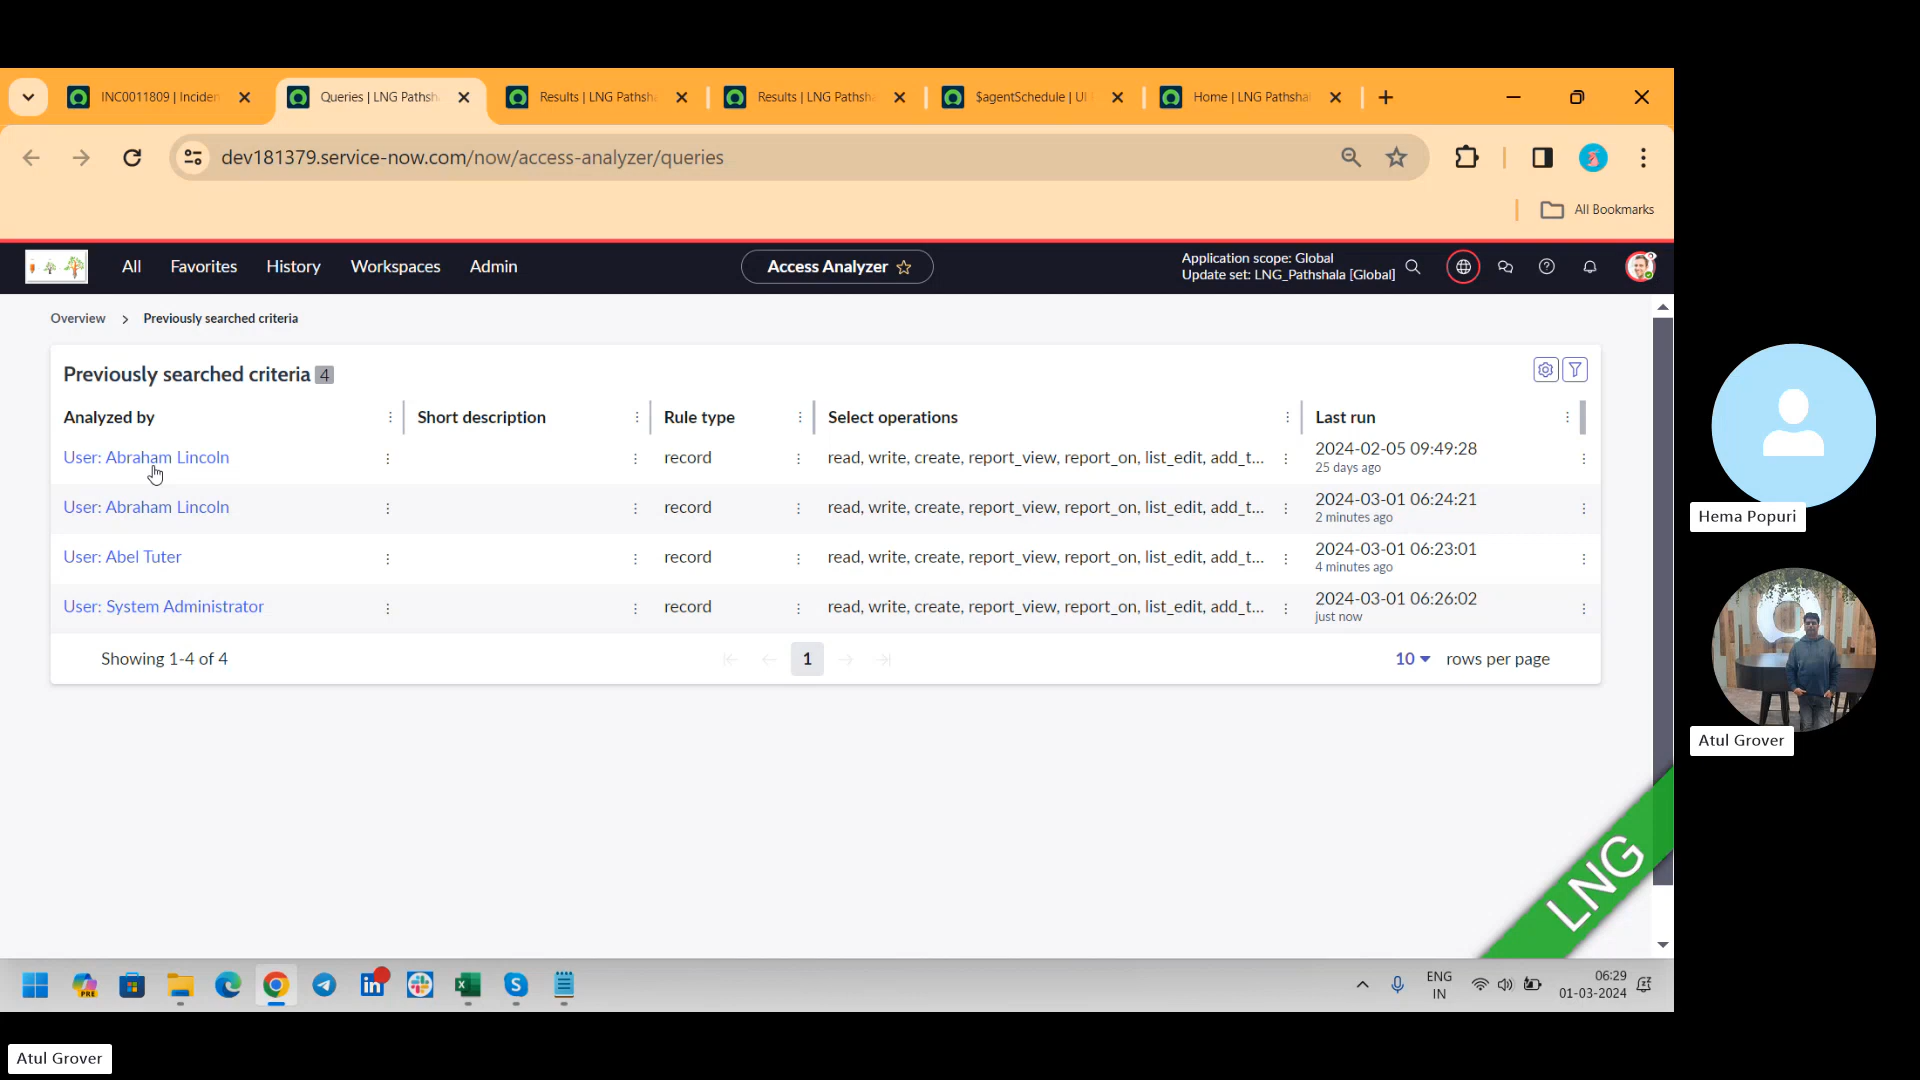 INC0011809 | Inciden
Queries | LNG Pathsh
Results | LNG Pathsh
Results | LNG Pathsha
$agentSchedule | UI
Home | LNG Pathshal
dev181379.service-now.com/now/access-analyzer/queries
All Bookmarks
All
Favorites
History
Workspaces
Admin
Access Analyzer
Application scope: Global
Update set: LNG_Pathshala [Global]
Overview > Previously searched criteria
Previously searched criteria 4
Analyzed by
Short description
Rule type
Select operations
Last run
User: Abraham Lincoln
record
read, write, create, report_view, report_on, list_edit, add_t...
2024-02-05 09:49:28
25 days ago
User: Abraham Lincoln
record
read, write, create, report_view, report_on, list_edit, add_t...
2024-03-01 06:24:21
2 minutes ago
User: Abel Tuter
record
read, write, create, report_view, report_on, list_edit, add_t...
2024-03-01 06:23:01
4 minutes ago
User: System Administrator
record
read, write, create, report_view, report_on, list_edit, add_t...
2024-03-01 06:26:02
just now
Showing 1-4 of 4
1
10
rows per page
LNG
Hema Popuri
Atul Grover
PRE
ENG
IN
06:29
01-03-2024
Atul Grover